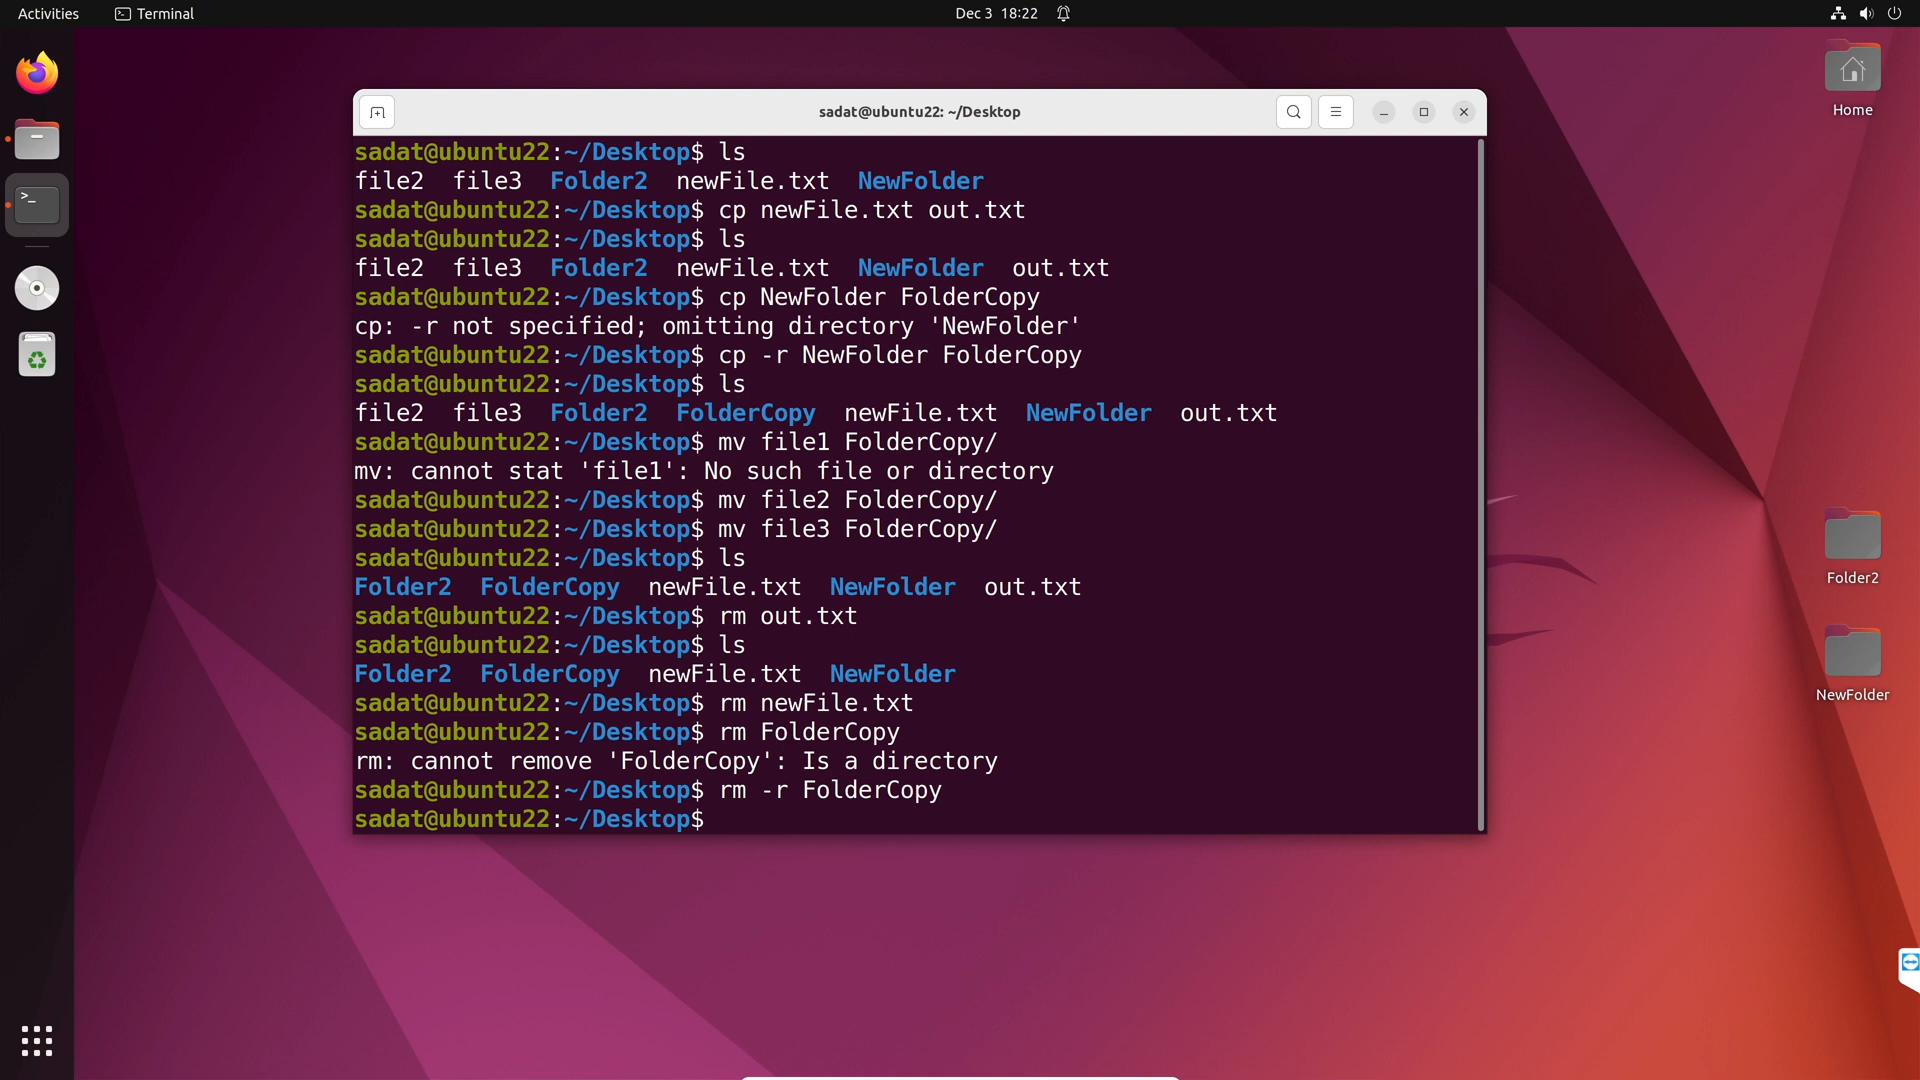 Activities Terminal Dec 3 18:22
sadat@ubuntu22: ~/Desktop
Home
sadat@ubuntu22:~/Desktop$ ls
file2 file3 Folder2 newFile.txt NewFolder
sadat@ubuntu22:~/Desktop$ cp newFile.txt out.txt
sadat@ubuntu22:~/Desktop$ ls
file2 file3 Folder2 newFile.txt NewFolder out.txt
sadat@ubuntu22:~/Desktop$ cp NewFolder FolderCopy
cp: -r not specified; omitting directory 'NewFolder'
sadat@ubuntu22:~/Desktop$ cp -r NewFolder FolderCopy
sadat@ubuntu22:~/Desktop$ ls
file2 file3 Folder2 FolderCopy newFile.txt NewFolder out.txt
sadat@ubuntu22:~/Desktop$ mv file1 FolderCopy/
mv: cannot stat 'file1': No such file or directory
sadat@ubuntu22:~/Desktop$ mv file2 FolderCopy/
sadat@ubuntu22:~/Desktop$ mv file3 FolderCopy/
sadat@ubuntu22:~/Desktop$ ls
Folder2 FolderCopy newFile.txt NewFolder out.txt
sadat@ubuntu22:~/Desktop$ rm out.txt
sadat@ubuntu22:~/Desktop$ ls
Folder2 FolderCopy newFile.txt NewFolder
sadat@ubuntu22:~/Desktop$ rm newFile.txt
sadat@ubuntu22:~/Desktop$ rm FolderCopy
rm: cannot remove 'FolderCopy': Is a directory
sadat@ubuntu22:~/Desktop$ rm -r FolderCopy
sadat@ubuntu22:~/Desktop$
Folder2
NewFolder